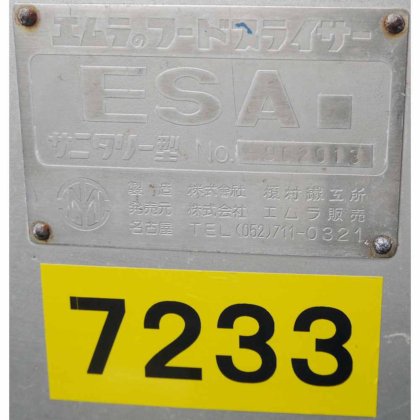 エムラのフードスライサー
ESA
サニタリー型 No.
製造 株式会社 植村鐵工所
発売元 株式会社 エムラ販売
名古屋 TEL(052)711-0321
7233